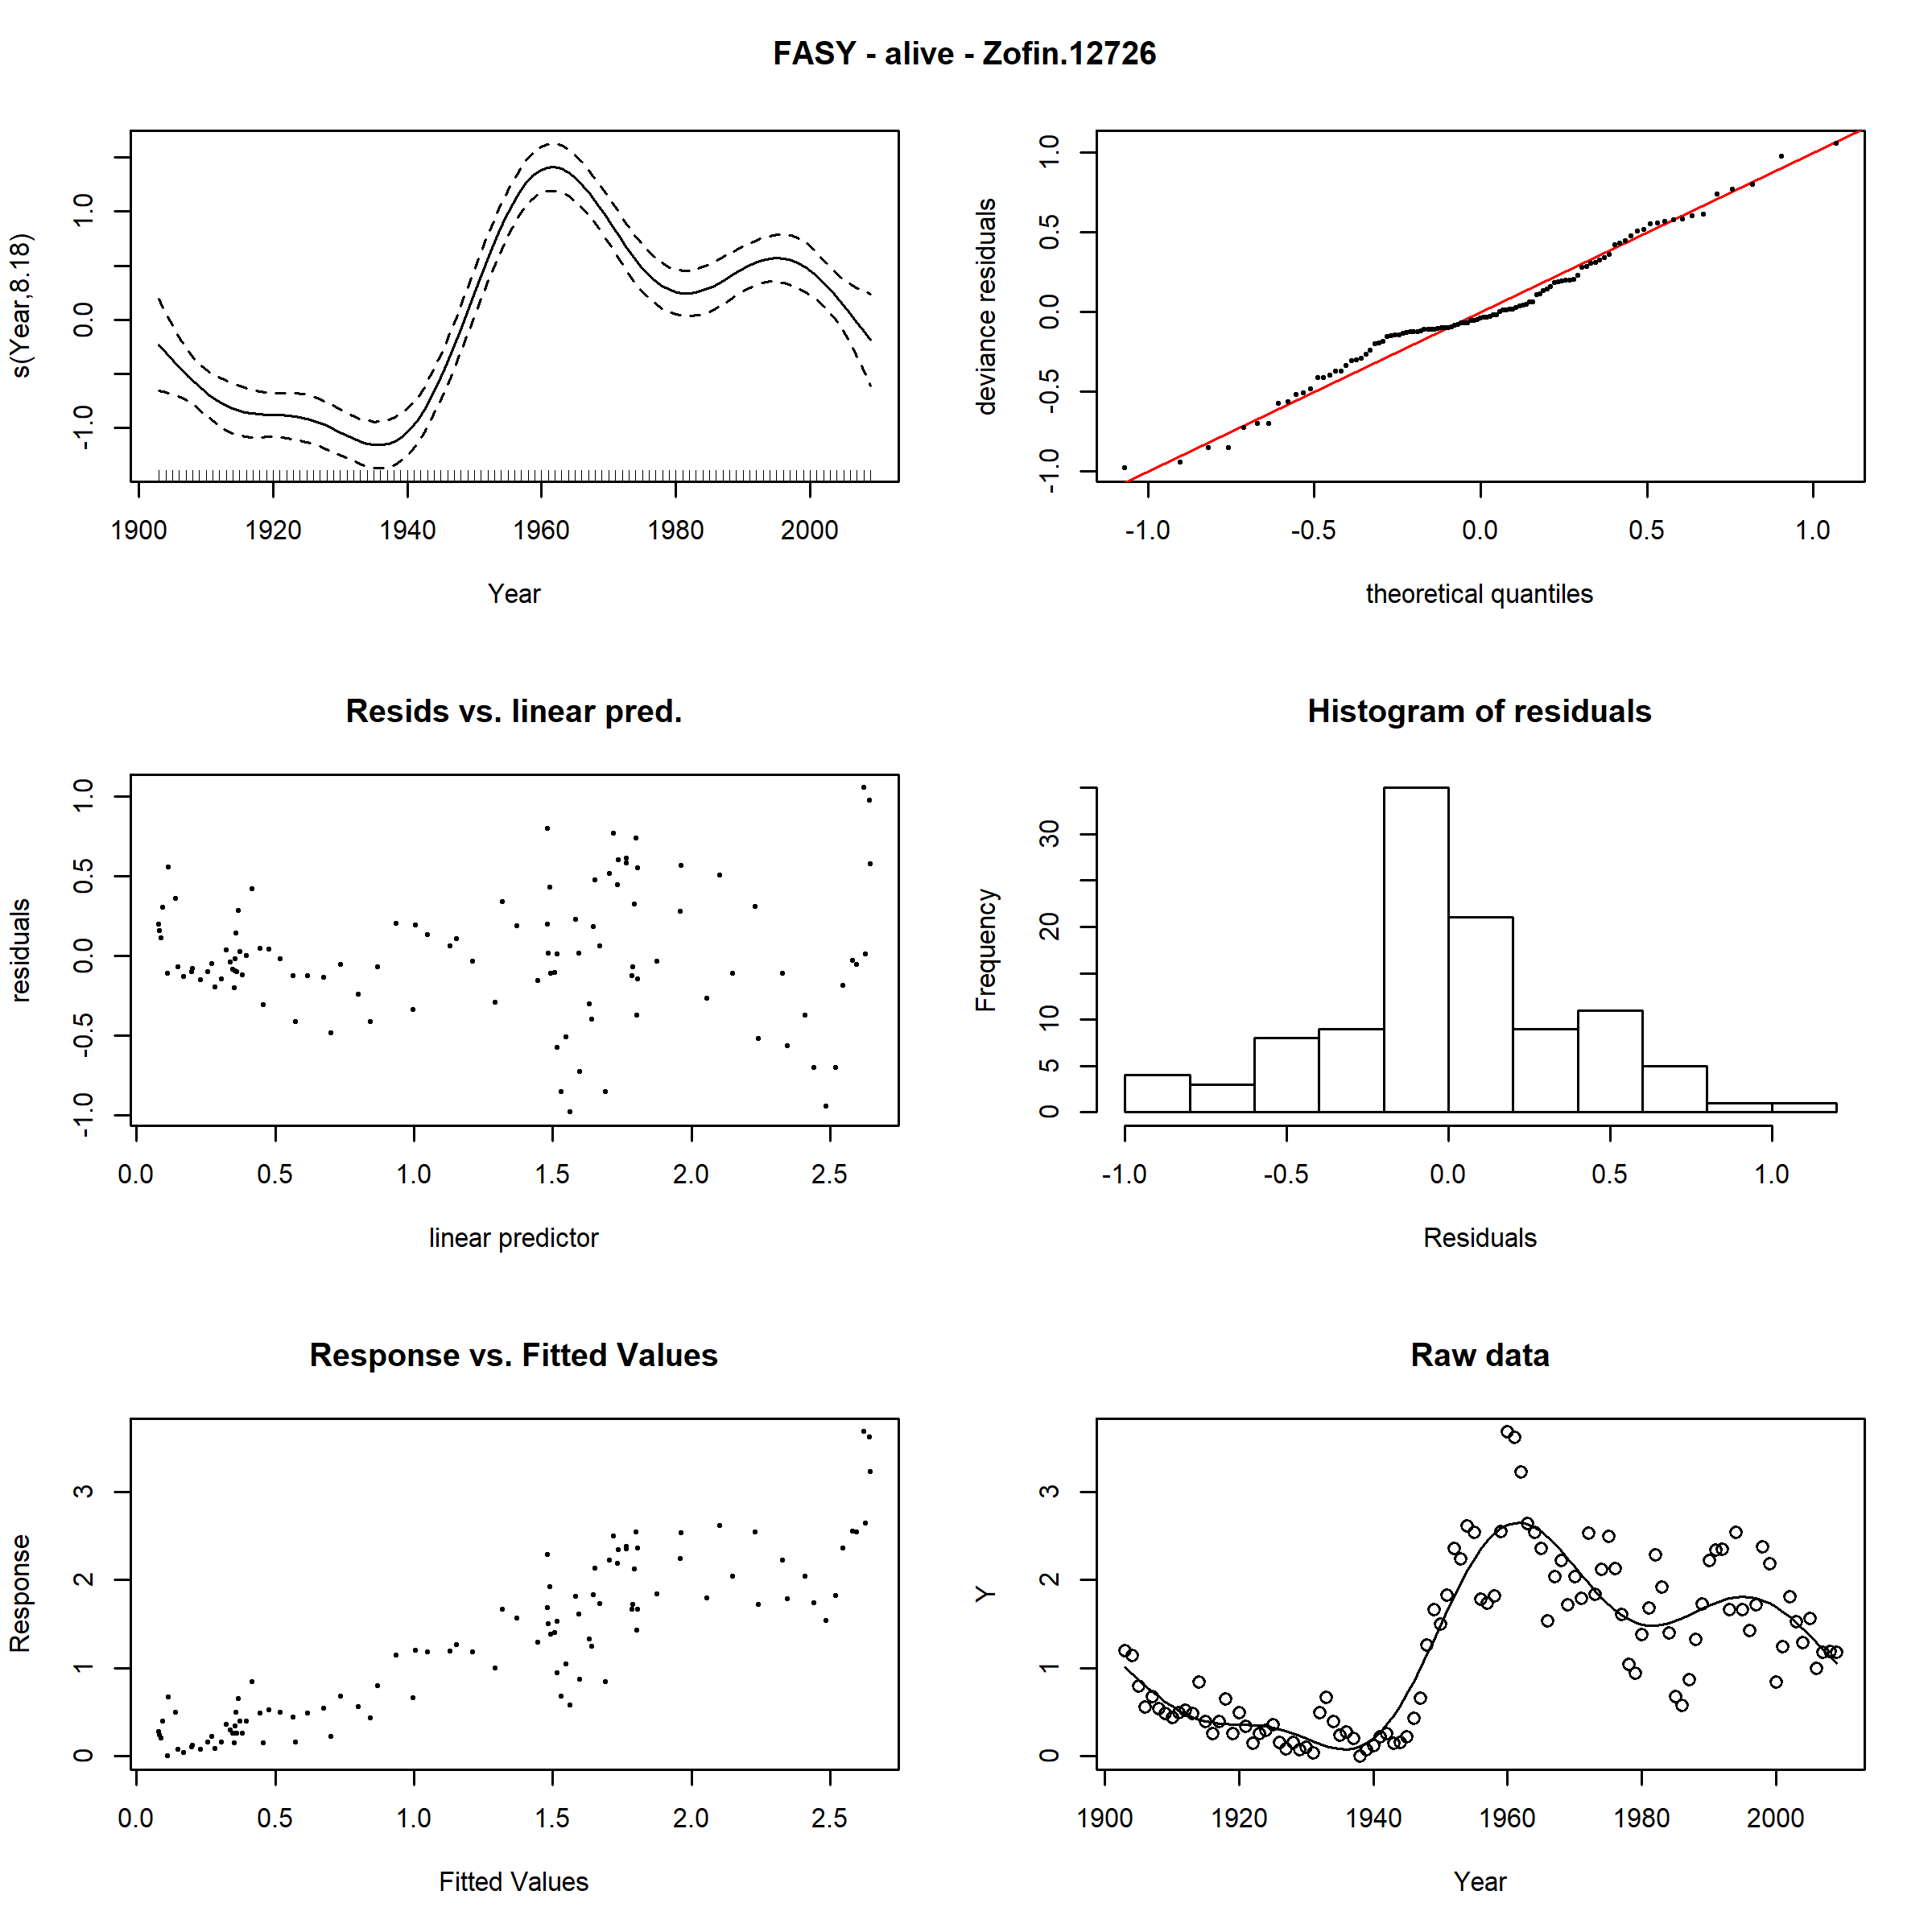 FASY - alive - Zofin.12726
s(Year,8.18)
-1.0 0.0 1.0
1900 1920 1940 1960 1980 2000
Year
deviance residuals
-1.0 -0.5 0.0 0.5 1.0
-1.0 -0.5 0.0 0.5 1.0
theoretical quantiles
Resids vs. linear pred.
residuals
-1.0 -0.5 0.0 0.5 1.0
0.0 0.5 1.0 1.5 2.0 2.5
linear predictor
Histogram of residuals
Frequency
0 5 10 20 30
-1.0 -0.5 0.0 0.5 1.0
Residuals
Response vs. Fitted Values
Response
0 1 2 3
0.0 0.5 1.0 1.5 2.0 2.5
Fitted Values
Raw data
Y
0 1 2 3
1900 1920 1940 1960 1980 2000
Year